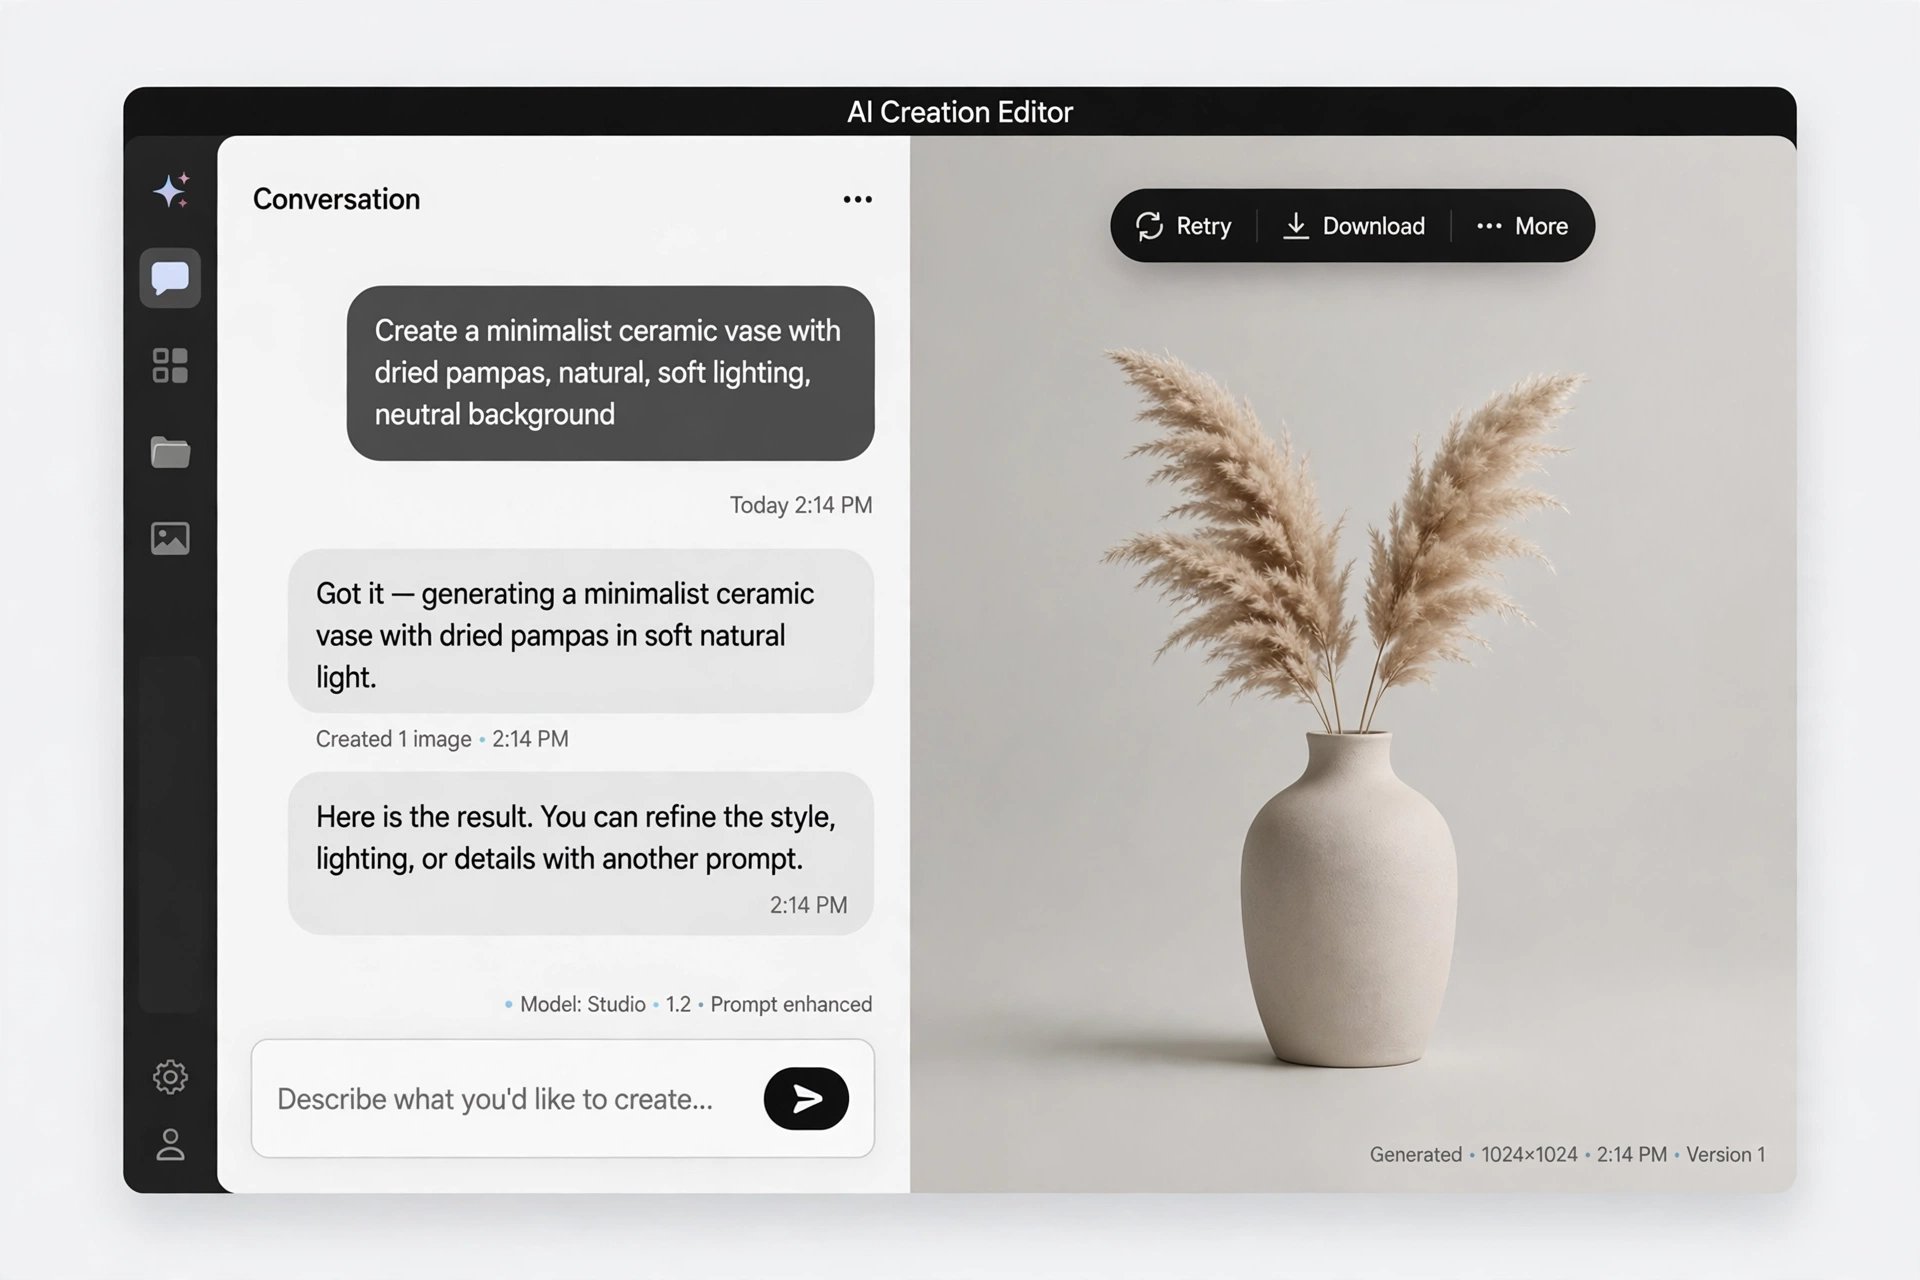 AI Creation Editor
Conversation
Create a minimalist ceramic vase with
dried pampas, natural, soft lighting,
neutral background
Today 2:14 PM
Got it — generating a minimalist ceramic
vase with dried pampas in soft natural
light.
Created 1 image • 2:14 PM
Here is the result. You can refine the style,
lighting, or details with another prompt.
2:14 PM
• Model: Studio • 1.2 • Prompt enhanced
Describe what you'd like to create...
Retry
Download
More
Generated • 1024×1024 • 2:14 PM • Version 1